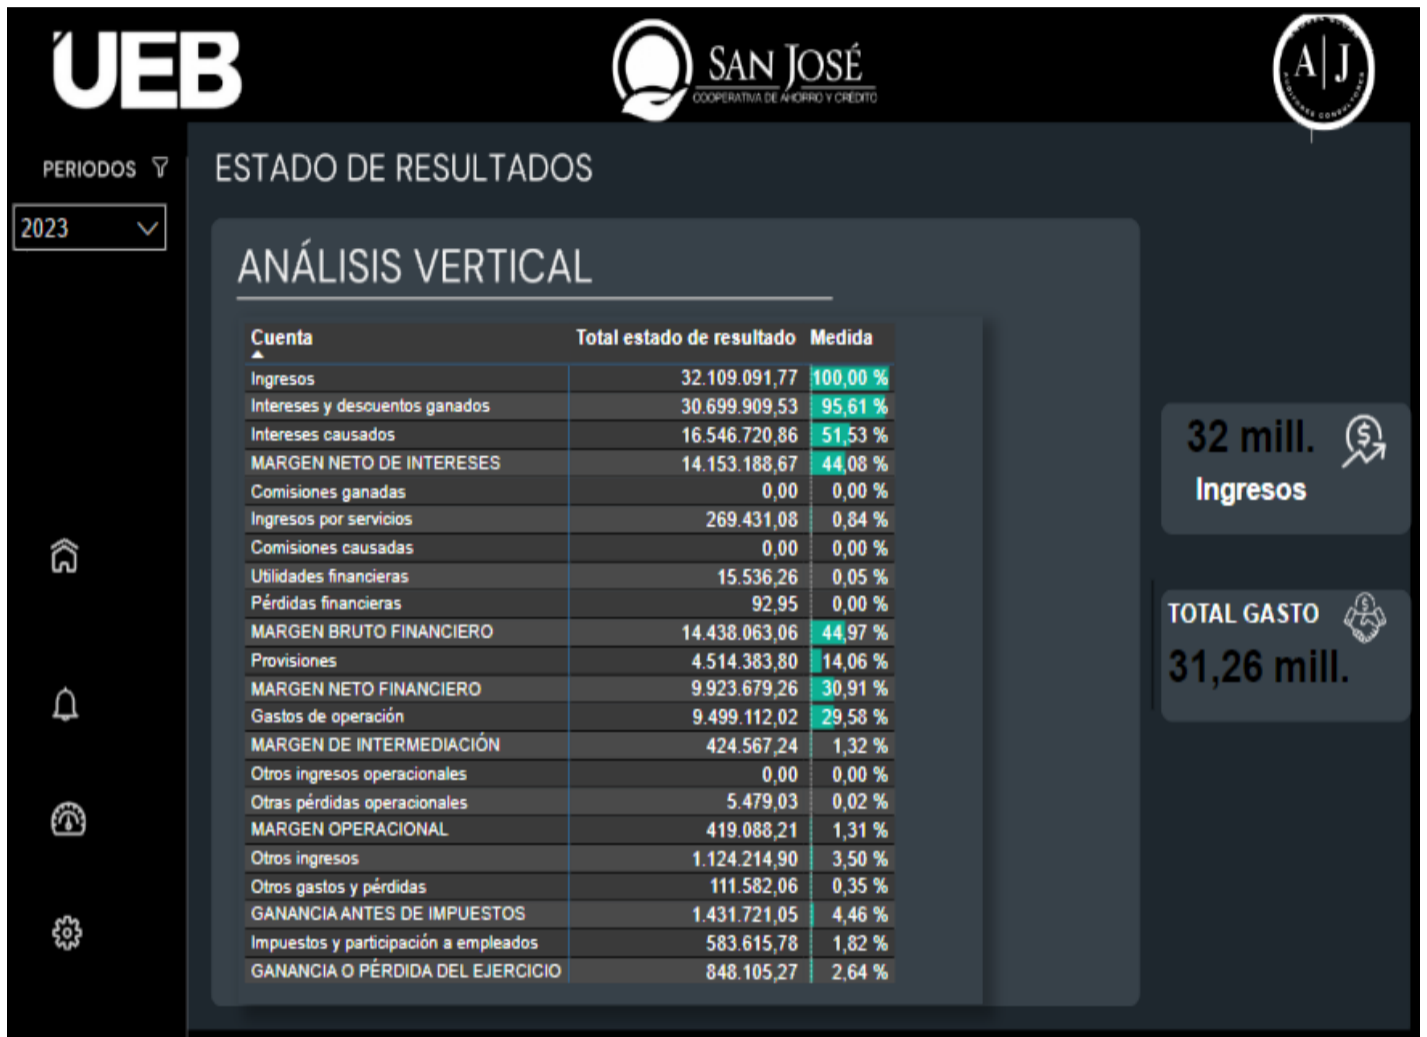 UEB
SAN JOSÉ
COOPERATIVA DE AHORRO Y CRÉDITO
A|J
AUDITORES CONSULTORES
PERIODOS
2023
ESTADO DE RESULTADOS
ANÁLISIS VERTICAL
Cuenta Total estado de resultado Medida
Ingresos 32.109.091,77 100,00 %
Intereses y descuentos ganados 30.699.909,53 95,61 %
Intereses causados 16.546.720,86 51,53 %
MARGEN NETO DE INTERESES 14.153.188,67 44,08 %
Comisiones ganadas 0,00 0,00 %
Ingresos por servicios 269.431,08 0,84 %
Comisiones causadas 0,00 0,00 %
Utilidades financieras 15.536,26 0,05 %
Pérdidas financieras 92,95 0,00 %
MARGEN BRUTO FINANCIERO 14.438.063,06 44,97 %
Provisiones 4.514.383,80 14,06 %
MARGEN NETO FINANCIERO 9.923.679,26 30,91 %
Gastos de operación 9.499.112,02 29,58 %
MARGEN DE INTERMEDIACIÓN 424.567,24 1,32 %
Otros ingresos operacionales 0,00 0,00 %
Otras pérdidas operacionales 5.479,03 0,02 %
MARGEN OPERACIONAL 419.088,21 1,31 %
Otros ingresos 1.124.214,90 3,50 %
Otros gastos y pérdidas 111.582,06 0,35 %
GANANCIA ANTES DE IMPUESTOS 1.431.721,05 4,46 %
Impuestos y participación a empleados 583.615,78 1,82 %
GANANCIA O PÉRDIDA DEL EJERCICIO 848.105,27 2,64 %
32 mill.
Ingresos
TOTAL GASTO
31,26 mill.